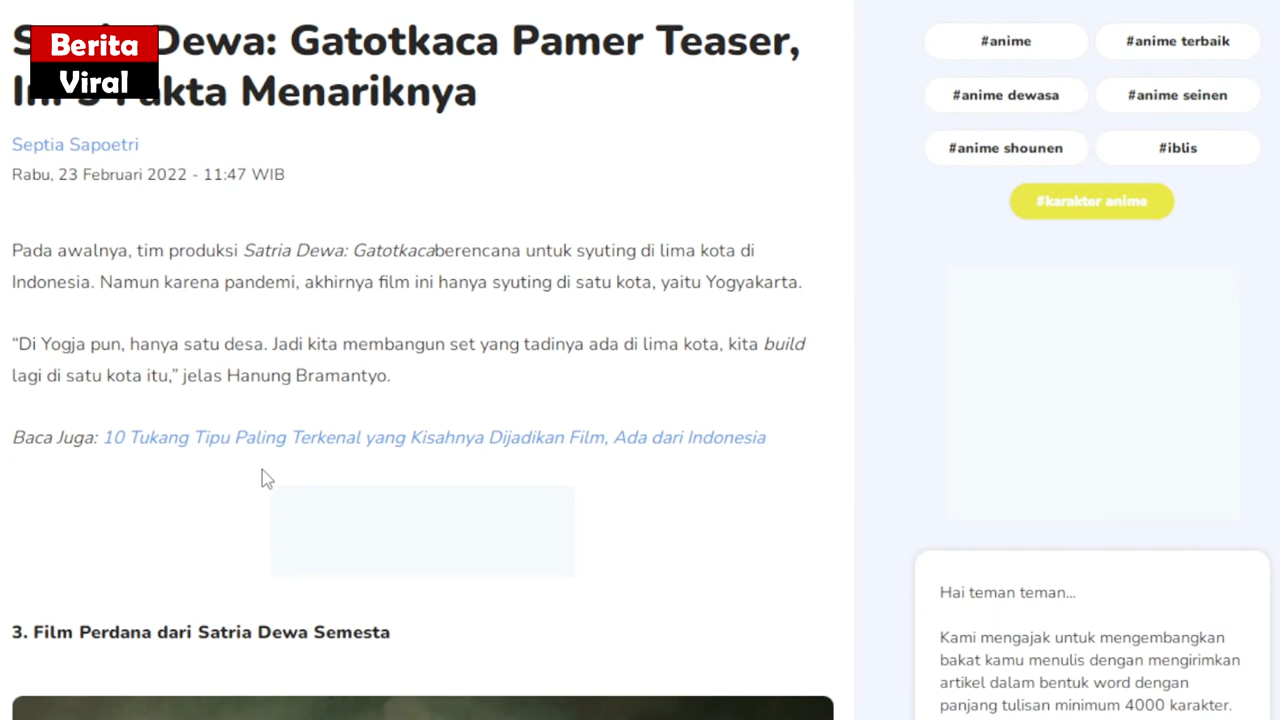 Berita
Viral
Dewa: Gatotkaca Pamer Teaser,
Menariknya
Septia Sapoetri
Rabu, 23 Februari 2022 - 11:47 WIB
Pada awalnya, tim produksi Satria Dewa: Gatotkacaberencana untuk syuting di lima kota di
Indonesia. Namun karena pandemi, akhirnya film ini hanya syuting di satu kota, yaitu Yogyakarta.
“Di Yogja pun, hanya satu desa. Jadi kita membangun set yang tadinya ada di lima kota, kita build
lagi di satu kota itu,” jelas Hanung Bramantyo.
Baca Juga: 10 Tukang Tipu Paling Terkenal yang Kisahnya Dijadikan Film, Ada dari Indonesia
3. Film Perdana dari Satria Dewa Semesta
#anime
#anime terbaik
#anime dewasa
#anime seinen
#anime shounen
#iblis
#karakter anime
Hai teman teman...
Kami mengajak untuk mengembangkan
bakat kamu menulis dengan mengirimkan
artikel dalam bentuk word dengan
panjang tulisan minimum 4000 karakter.